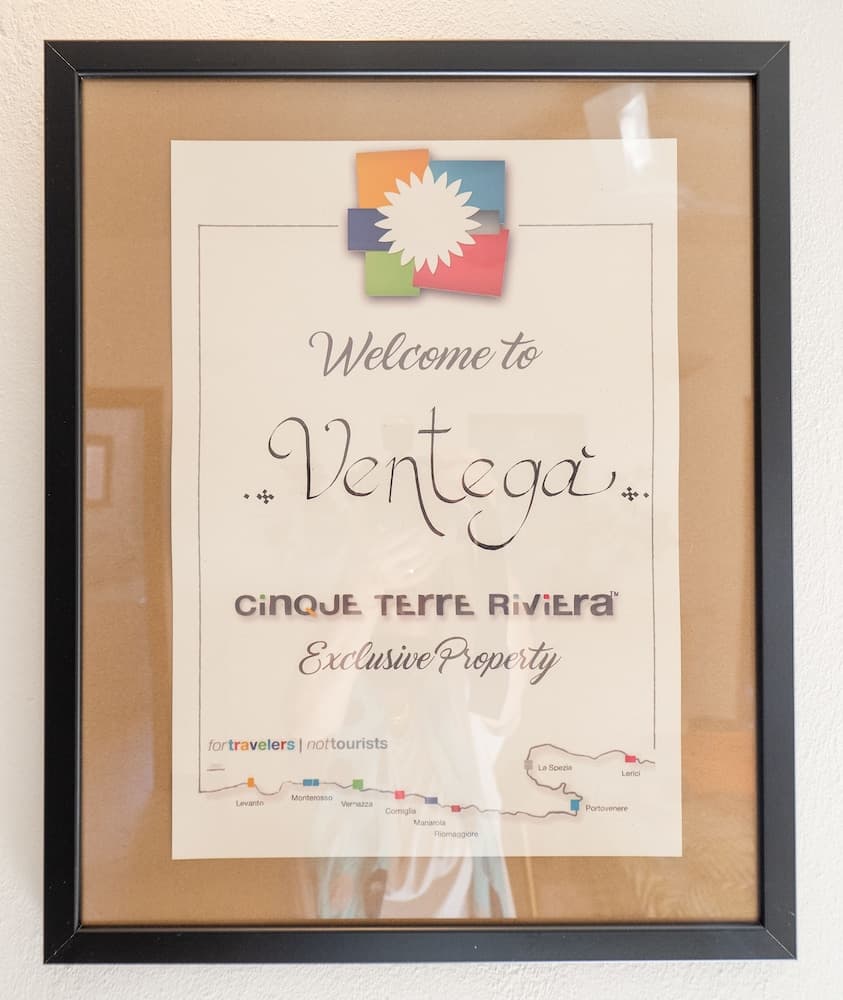 Welcome to
Ventegà
CINQUE TERRE RIVIERA™
Exclusive Property
fortravelers | nottourists
La Spezia
Lerici
Levanto
Monterosso
Vernazza
Corniglia
Manarola
Riomaggiore
Portovenere